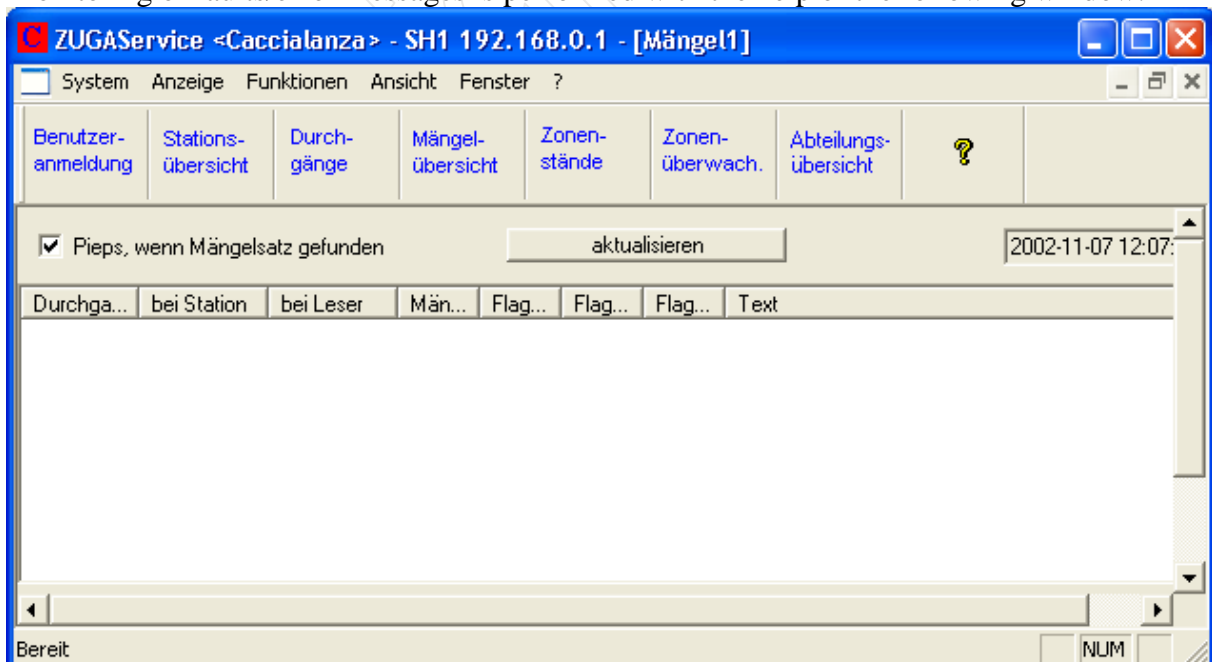 ZUGAService <Caccialanza> - SH1 192.168.0.1 - [Mängel1]
System Anzeige Funktionen Ansicht Fenster ?
Benutzer-
anmeldung
Stations-
übersicht
Durch-
gänge
Mängel-
übersicht
Zonen-
stände
Zonen-
überwach.
Abteilungs-
übersicht
Pieps, wenn Mängelsatz gefunden
aktualisieren
2002-11-07 12:07:
Durchga... bei Station bei Leser Män... Flag... Flag... Flag... Text
Bereit
NUM